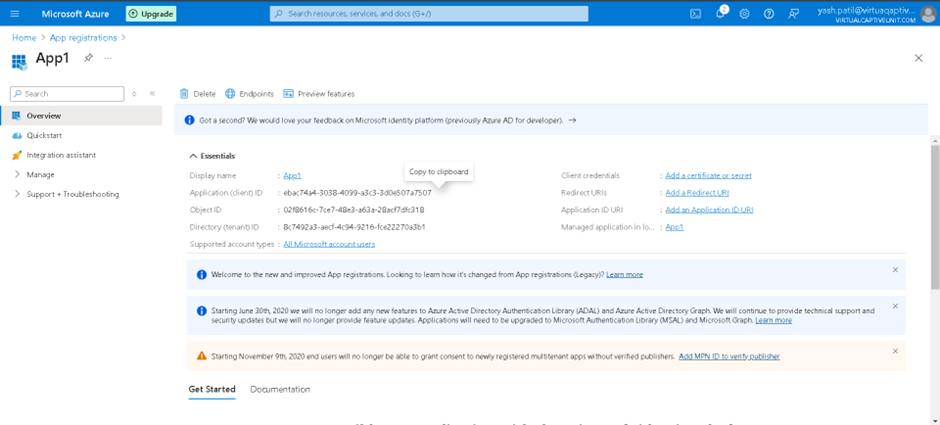 Microsoft Azure
Upgrade
Search resources, services, and docs (G+/)
2
yash.patil@virtuaqcaptiv...
VIRTUALCAPTIVEUNIT.COM
Home > App registrations >
App1
Search
Overview
Quickstart
Integration assistant
Manage
Support + Troubleshooting
Delete
Endpoints
Preview features
Got a second? We would love your feedback on Microsoft identity platform (previously Azure AD for developer). →
Essentials
Copy to clipboard
Display name : App1
Application (client) ID : ebac74a4-3038-4099-a3c3-3d0e507a7507
Object ID : 02f8616c-7ce7-48e3-a63a-28acf7dfc318
Directory (tenant) ID : 8c7492a3-aecf-4c94-9216-fce22270a3b1
Supported account types : All Microsoft account users
Client credentials : Add a certificate or secret
Redirect URIs : Add a Redirect URI
Application ID URI : Add an Application ID URI
Managed application in lo... : App1
Welcome to the new and improved App registrations. Looking to learn how it's changed from App registrations (Legacy)? Learn more
Starting June 30th, 2020 we will no longer add any new features to Azure Active Directory Authentication Library (ADAL) and Azure Active Directory Graph. We will continue to provide technical support and
security updates but we will no longer provide feature updates. Applications will need to be upgraded to Microsoft Authentication Library (MSAL) and Microsoft Graph. Learn more
Starting November 9th, 2020 end users will no longer be able to grant consent to newly registered multitenant apps without verified publishers. Add MPN ID to verify publisher
Get Started
Documentation